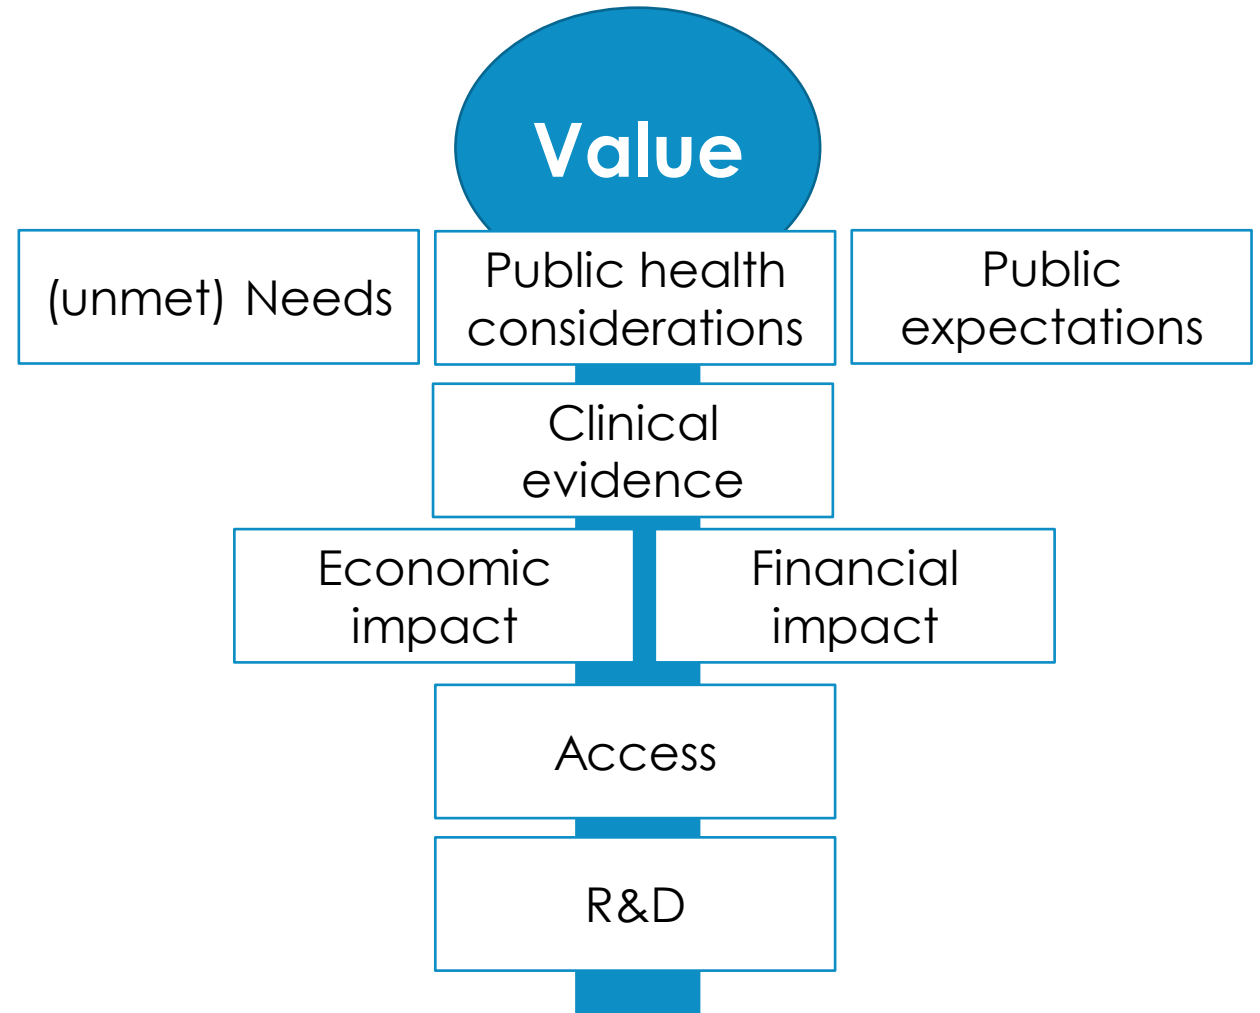 Value
(unmet) Needs
Public health
considerations
Public
expectations
Clinical
evidence
Economic
impact
Financial
impact
Access
R&D